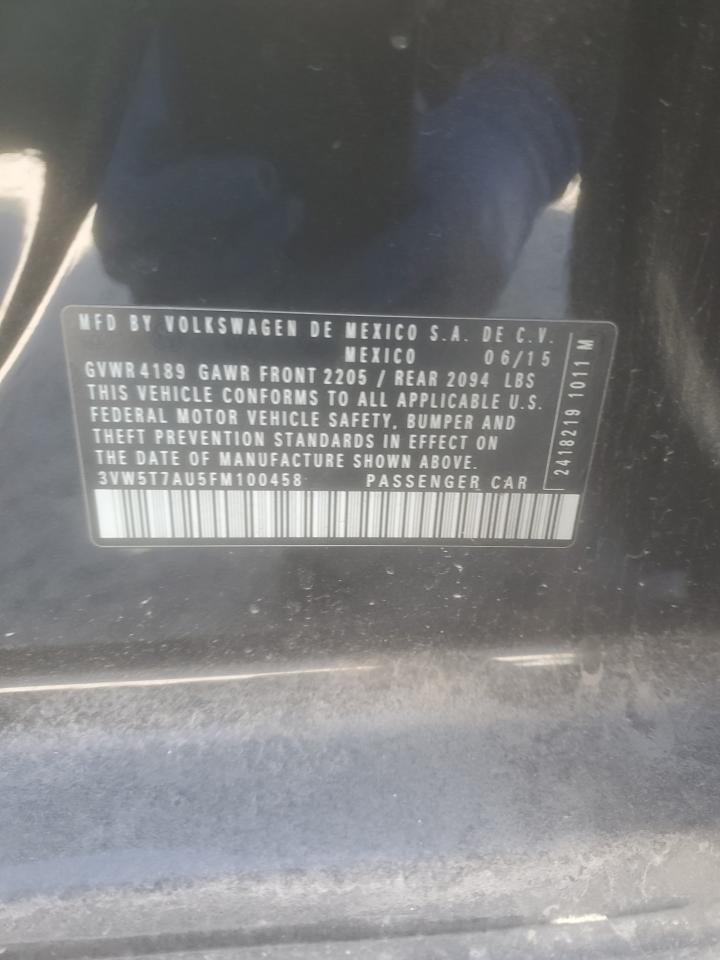 MFD BY VOLKSWAGEN DE MEXICO S.A. DE C.V.
MEXICO 06/15
GVWR 4189 GAWR FRONT 2205 / REAR 2094 LBS
THIS VEHICLE CONFORMS TO ALL APPLICABLE U.S.
FEDERAL MOTOR VEHICLE SAFETY, BUMPER AND
THEFT PREVENTION STANDARDS IN EFFECT ON
THE DATE OF MANUFACTURE SHOWN ABOVE.
3VW5T7AU5FM100458 PASSENGER CAR
2418219 1011 M